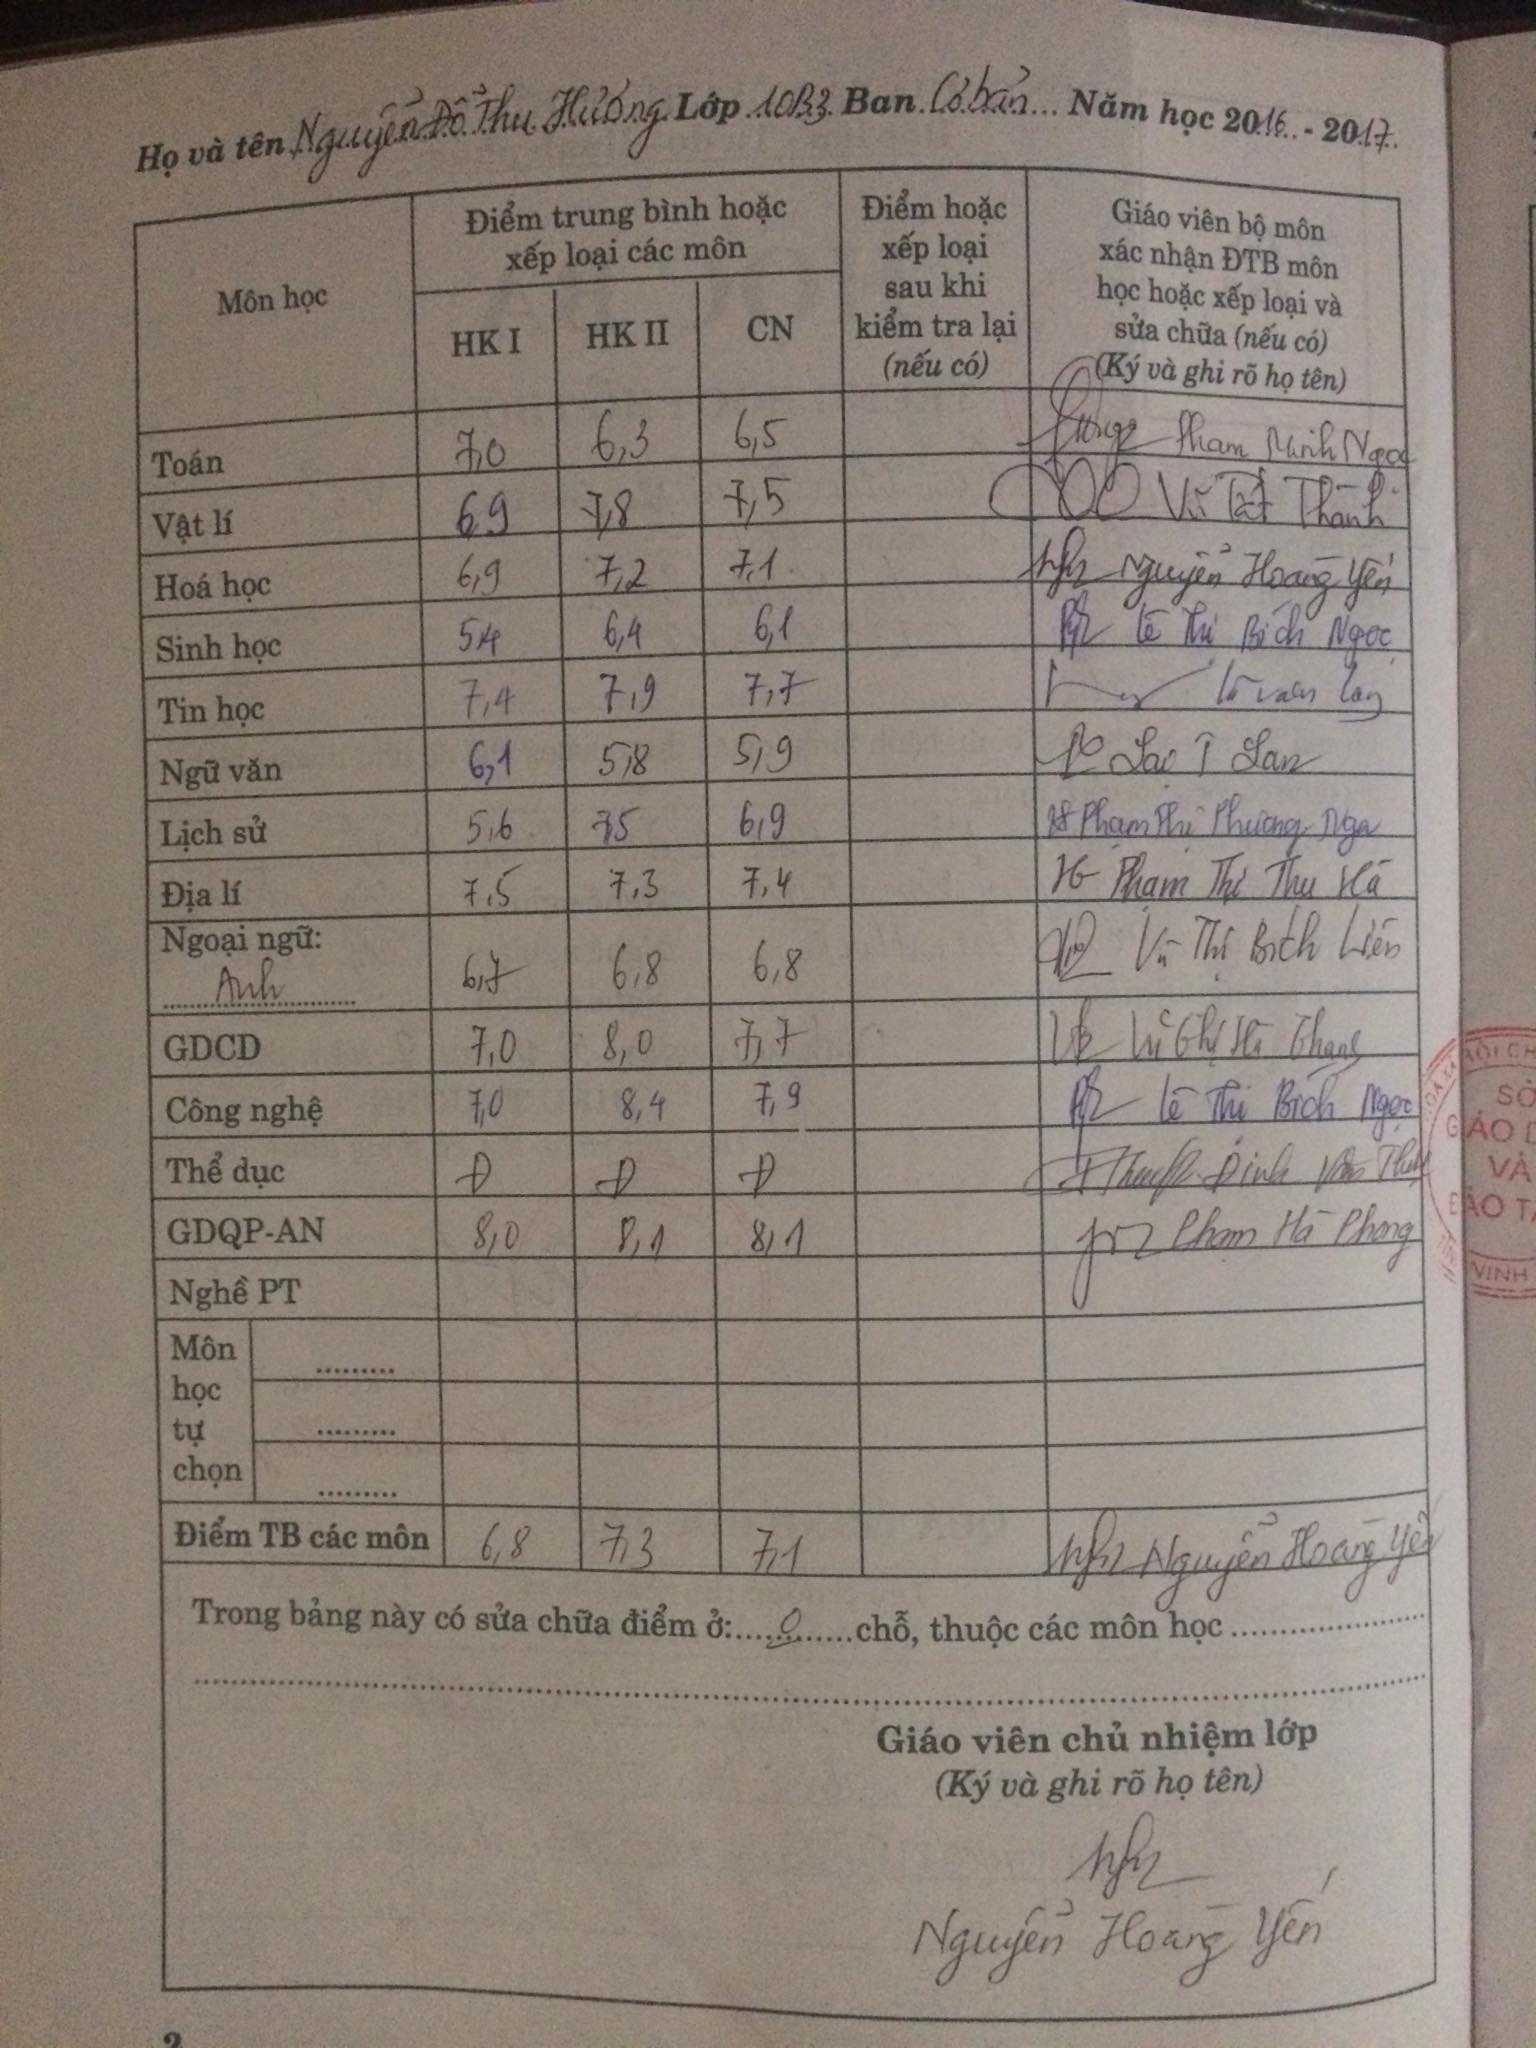 Họ và tên Nguyễn Đỗ Thu Hương Lớp 10B3 Ban Cơ bản... Năm học 2016 - 2017
Môn học
Điểm trung bình hoặc
xếp loại các môn
HK I HK II CN
Điểm hoặc
xếp loại
sau khi
kiểm tra lại
(nếu có)
Giáo viên bộ môn
xác nhận ĐTB môn
học hoặc xếp loại và
sửa chữa (nếu có)
(Ký và ghi rõ họ tên)
Toán 7,0 6,3 6,5 Phạm Minh Ngọc
Vật lí 6,9 7,8 7,5 Vũ Tất Thành
Hoá học 6,9 7,2 7,1 Nguyễn Hoàng Yến
Sinh học 5,4 6,4 6,1 Lê Thị Bích Ngọc
Tin học 7,4 7,9 7,7
Ngữ văn 6,1 5,8 5,9 Lan
Lịch sử 5,6 7,5 6,9 Phạm Thị Phương Nga
Địa lí 7,5 7,3 7,4 Phạm Thị Thu Hà
Ngoại ngữ:
Anh 6,7 6,8 6,8 Vũ Thị Bích Liên
GDCD 7,0 8,0 7,7
Công nghệ 7,0 8,4 7,9 Lê Thị Bích Ngọc
Thể dục Đ Đ Đ Đinh
GDQP-AN 8,0 8,1 8,1 Phạm Hà Phong
Nghề PT
Môn
học
tự
chọn
.........
.........
.........
Điểm TB các môn 6,8 7,3 7,1 Nguyễn Hoàng Yến
Trong bảng này có sửa chữa điểm ở:.....0.....chỗ, thuộc các môn học ....................
Giáo viên chủ nhiệm lớp
(Ký và ghi rõ họ tên)
Nguyễn Hoàng Yến
2
SỞ
GIÁO D
VÀ
ĐÀO TẠ
VINH